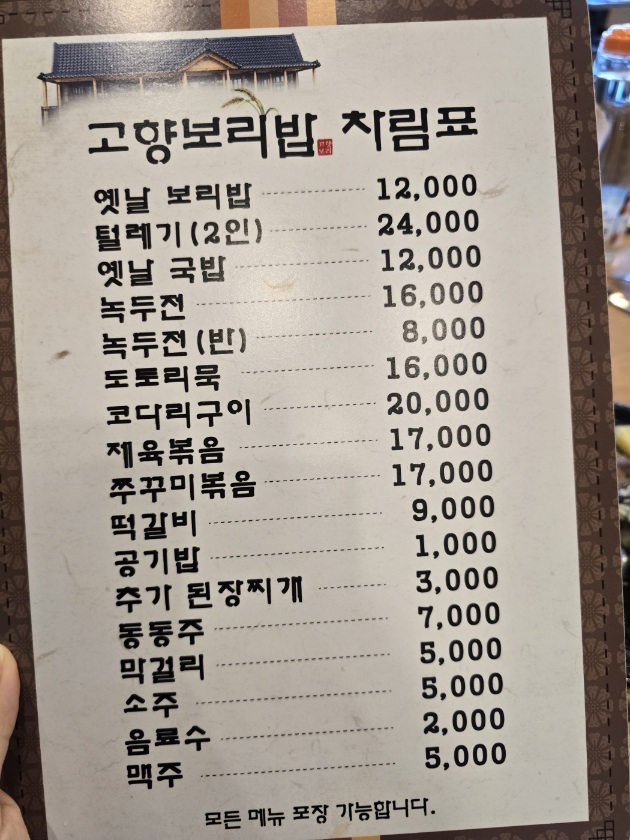 고향보리밥 차림표
옛날 보리밥 12,000
털레기(2인) 24,000
옛날 국밥 12,000
녹두전 16,000
녹두전(반) 8,000
도토리묵 16,000
코다리구이 20,000
제육볶음 17,000
쭈꾸미볶음 17,000
떡갈비 9,000
공기밥 1,000
추가 된장찌개 3,000
동동주 7,000
막걸리 5,000
소주 5,000
음료수 2,000
맥주 5,000
모든 메뉴 포장 가능합니다.